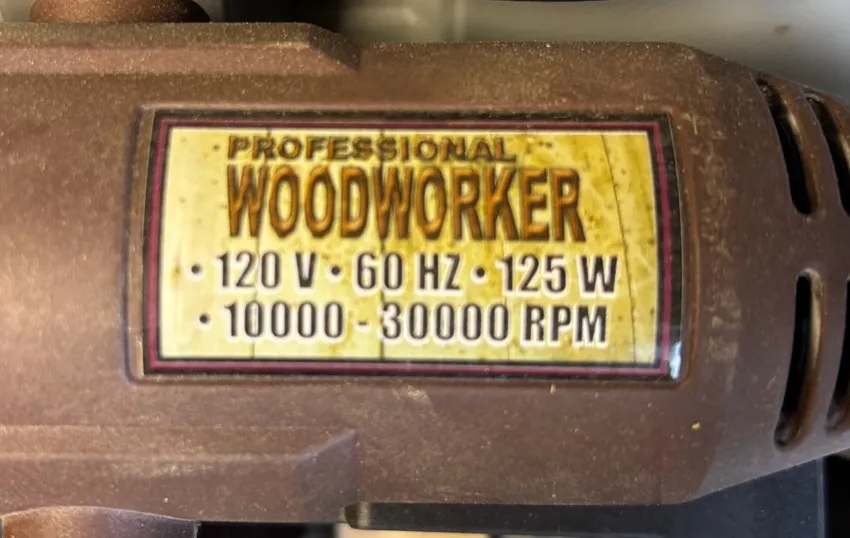 PROFESSIONAL
WOODWORKER
• 120 V • 60 HZ • 125 W
• 10000 - 30000 RPM